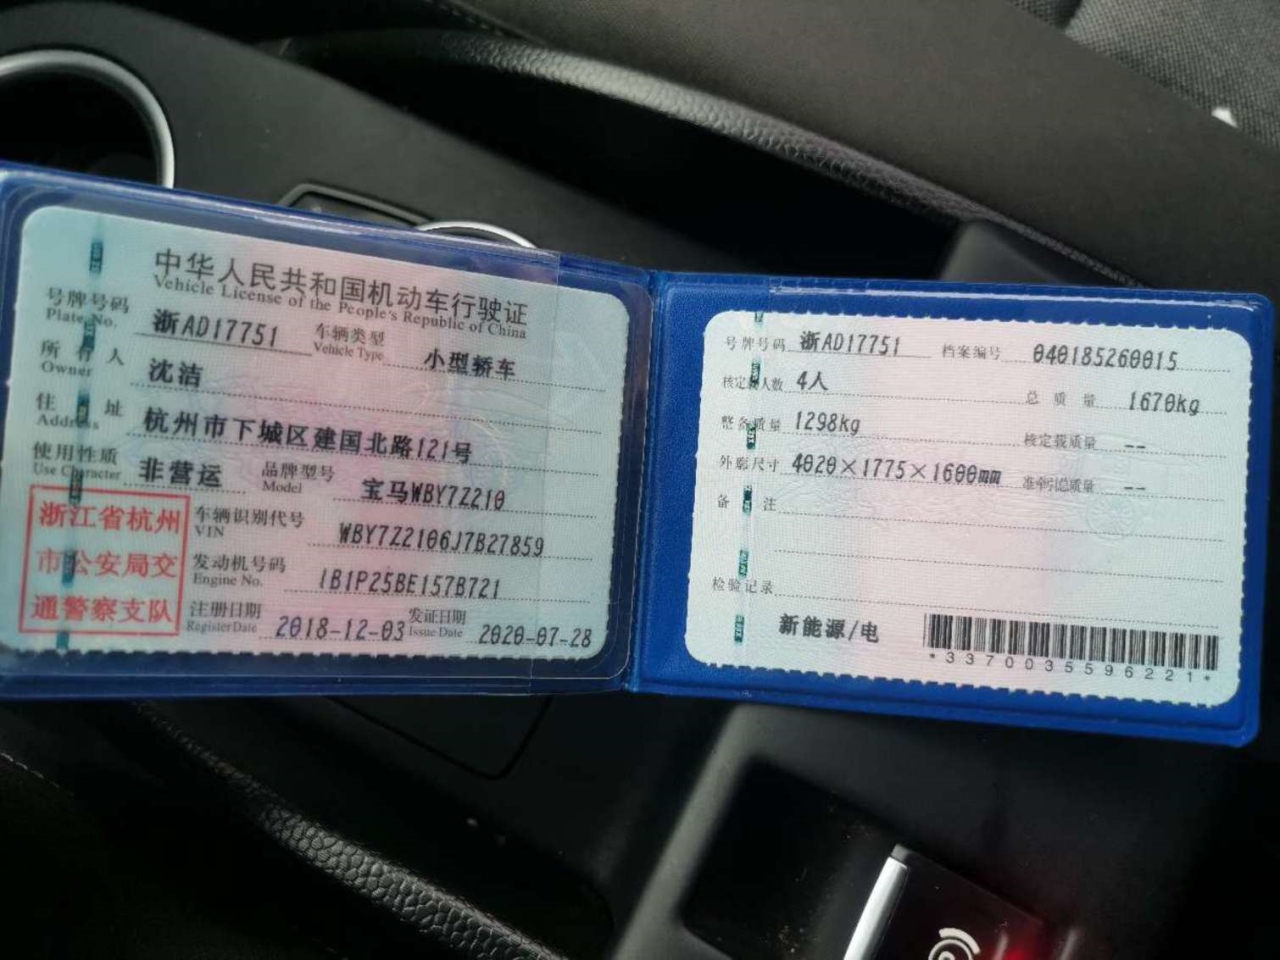 中华人民共和国机动车行驶证
Vehicle License of the People's Republic of China
号牌号码 浙AD17751 车辆类型 小型轿车
Plate No. Vehicle Type
所有人 沈洁
Owner
住址 杭州市下城区建国北路121号
Address
使用性质 非营运 品牌型号 宝马WBY7Z210
Use Character Model
浙江省杭州
市公安局交
通警察支队
车辆识别代号 WBY7Z2106J7B27859
VIN
发动机号码 IB1P25BE157B721
Engine No.
注册日期 2018-12-03 发证日期 2020-07-28
Register Date Issue Date
号牌号码 浙AD17751 档案编号 040185260015
核定载人数 4人 总质量 1670kg
整备质量 1298kg 核定载质量 --
外廓尺寸 4020×1775×1600mm 准牵引总质量 --
备注
检验记录
新能源/电
*3370035596221*